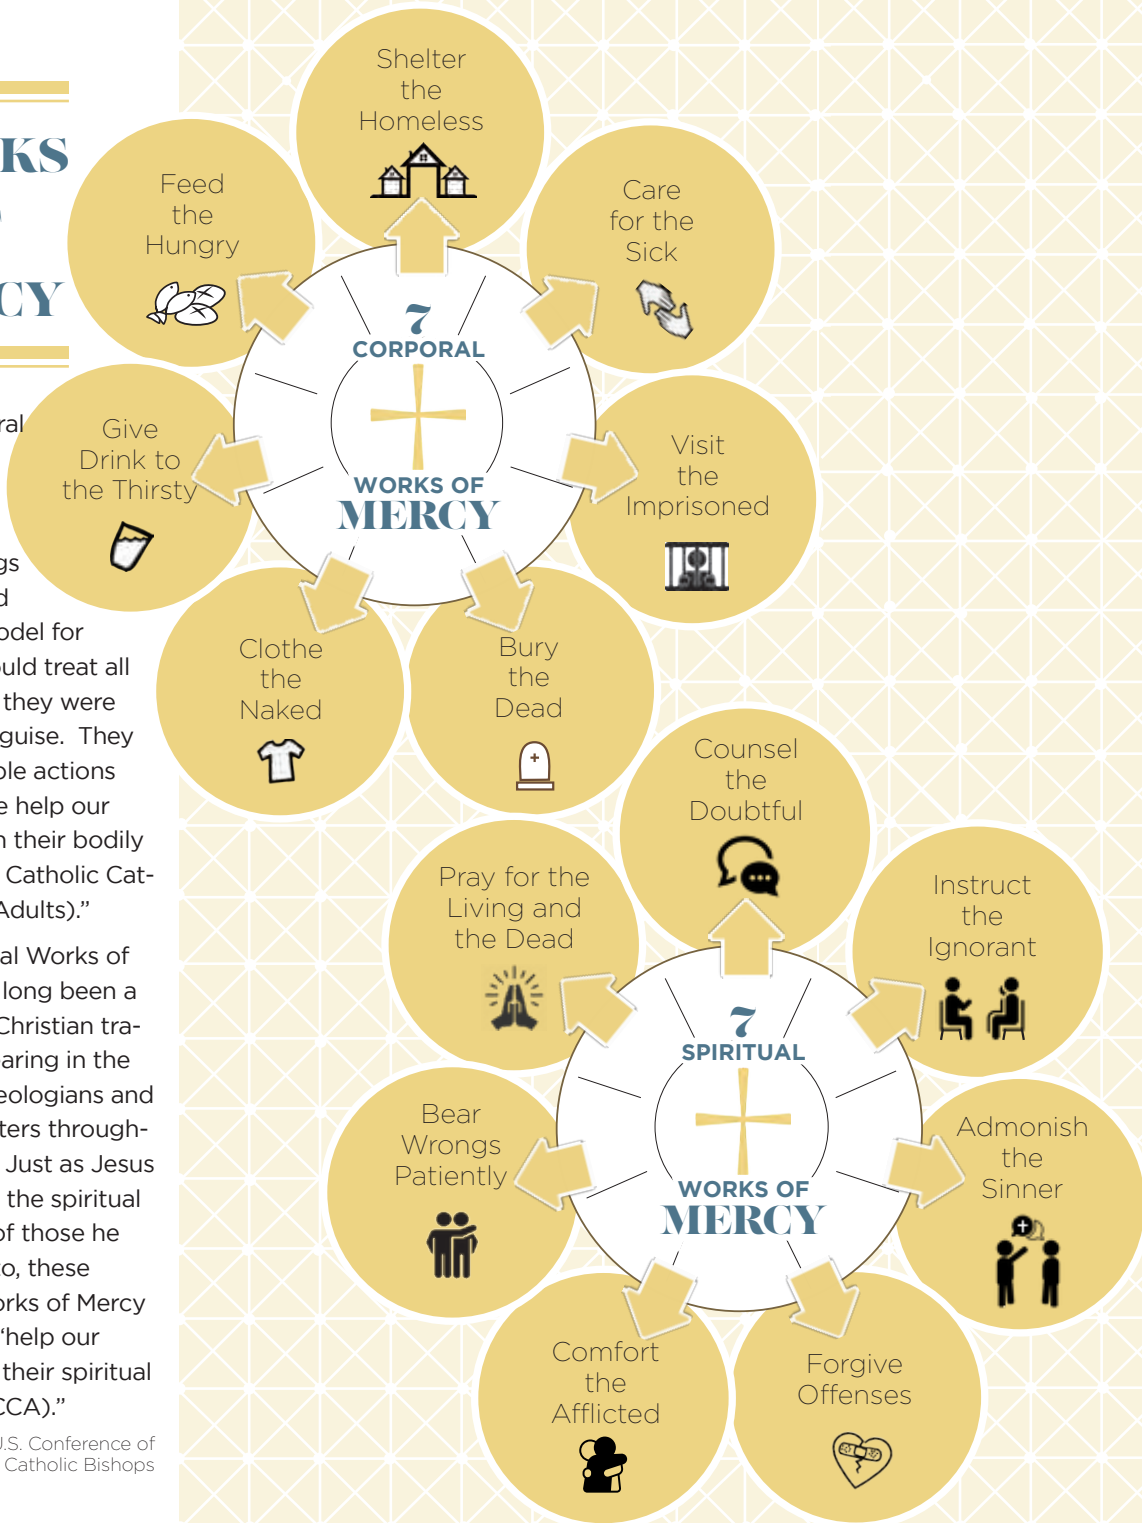 KS
CY
ral
gs
d
odel for
uld treat all
they were
guise.  They
ble actions
e help our
n their bodily
Catholic Cat-
Adults).”
al Works of
long been a
Christian tra-
aring in the
eologians and
ters through-
Just as Jesus
the spiritual
of those he
to, these
orks of Mercy
“help our
their spiritual
CCA).”
U.S. Conference of
Catholic Bishops
Shelter
the
Homeless
Feed
the
Hungry
Care
for the
Sick
7
CORPORAL
WORKS OF
MERCY
Give
Drink to
the Thirsty
Visit
the
Imprisoned
Clothe
the
Naked
Bury
the
Dead
Counsel
the
Doubtful
Pray for the
Living and
the Dead
Instruct
the
Ignorant
7
SPIRITUAL
WORKS OF
MERCY
Bear
Wrongs
Patiently
Admonish
the
Sinner
Comfort
the
Afflicted
Forgive
Offenses